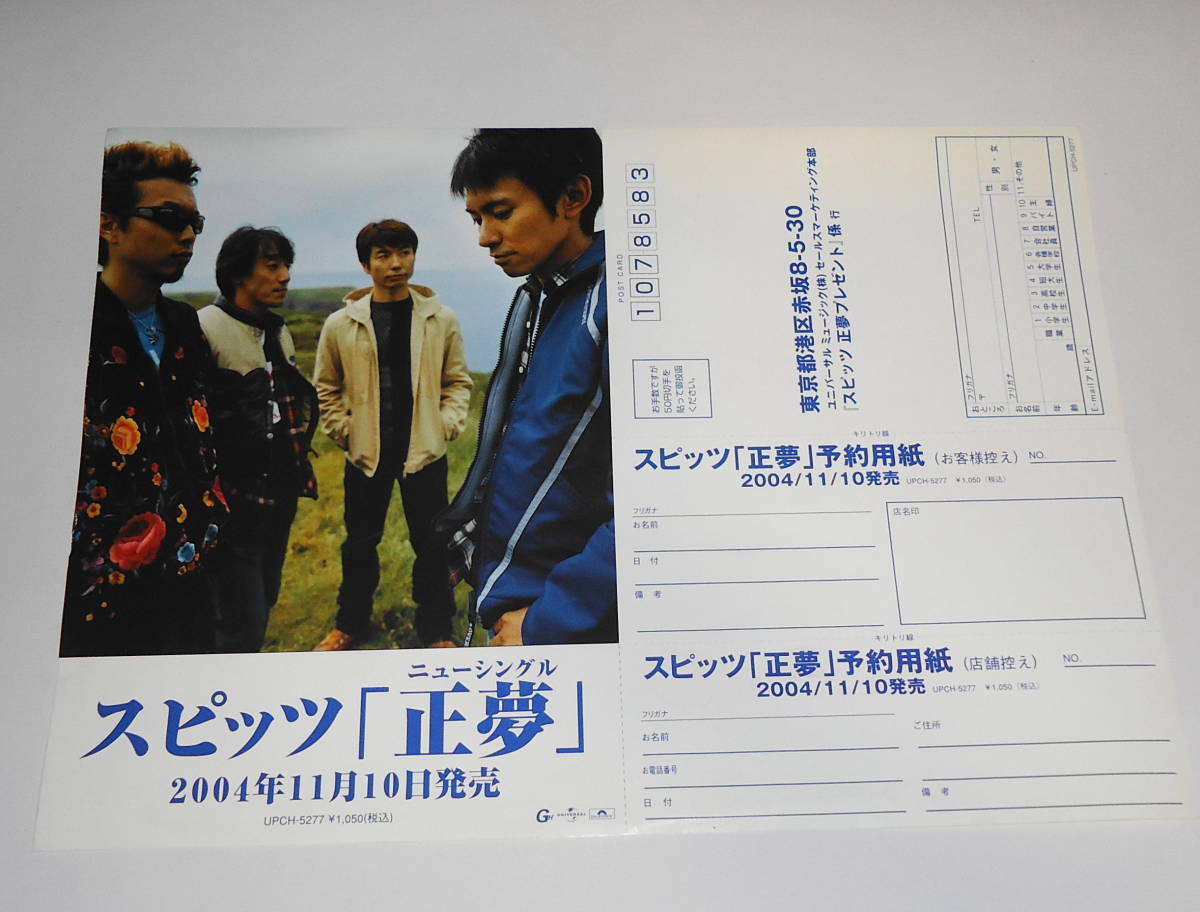 ニューシングル
スピッツ「正夢」
2004年11月10日発売
UPCH-5277 ¥1,050(税込)
GH UNIVERSAL
POST CARD
1078583
お手数ですが
50円切手を
貼って御投函
ください。
東京都港区赤坂8-5-30
ユニバーサル ミュージック(株) セールスマーケティング本部
『スピッツ 正夢プレゼント』係 行
フリガナ
〒
おところ
TEL
フリガナ
お名前
性別
男・女
年齢
歳
職業
1 小学生
2 中学生
3 高校生
4 短大生
5 大学生
6 各種学校
7 会社員
8 自営業
9 バイト
10 主婦
11.その他
E-mailアドレス
UPCH-5277
キリトリ線
スピッツ「正夢」予約用紙(お客様控え) NO.
2004/11/10発売 UPCH-5277 ¥1,050(税込)
フリガナ
お名前
日付
備考
店名印
キリトリ線
スピッツ「正夢」予約用紙(店舗控え) NO.
2004/11/10発売 UPCH-5277 ¥1,050(税込)
フリガナ
お名前
お電話番号
日付
ご住所
備考